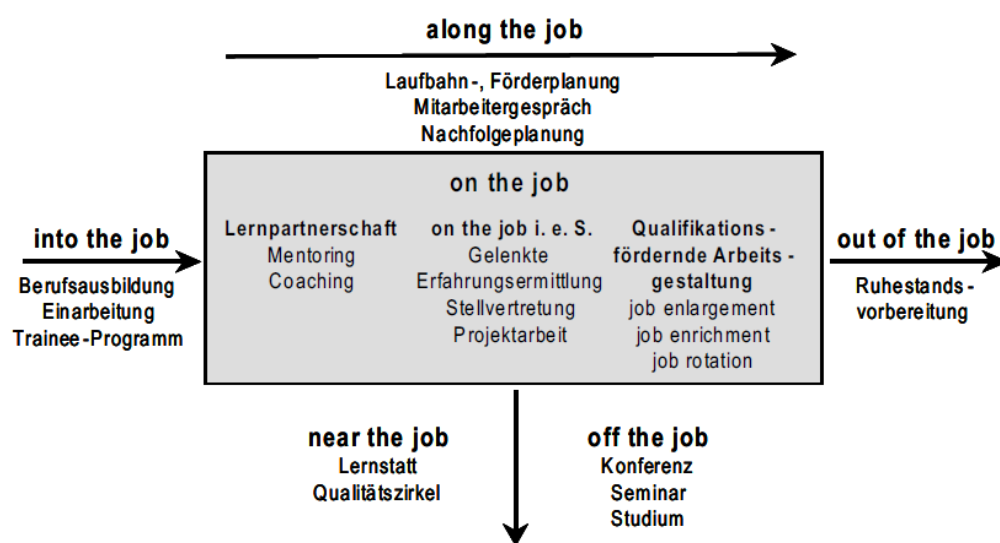 along the job
Laufbahn-, Förderplanung
Mitarbeitergespräch
Nachfolgeplanung
on the job
into the job
Berufsausbildung
Einarbeitung
Trainee-Programm
Lernpartnerschaft
Mentoring
Coaching
on the job i. e. S.
Gelenkte
Erfahrungsermittlung
Stellvertretung
Projektarbeit
Qualifikations-
fördernde Arbeits-
gestaltung
job enlargement
job enrichment
job rotation
out of the job
Ruhestands-
vorbereitung
near the job
Lernstatt
Qualitätszirkel
off the job
Konferenz
Seminar
Studium